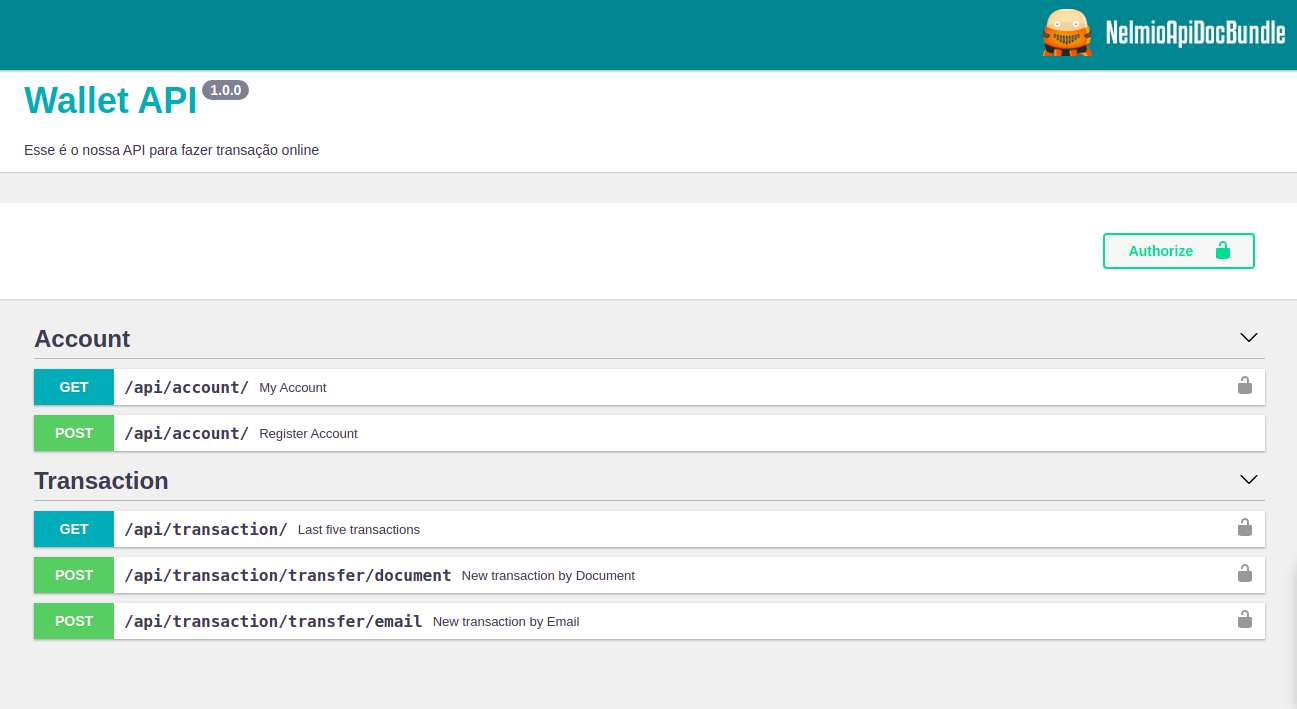 NelmioApiDocBundle
Wallet API 1.0.0
Esse é o nossa API para fazer transação online
Authorize
Account
GET /api/account/ My Account
POST /api/account/ Register Account
Transaction
GET /api/transaction/ Last five transactions
POST /api/transaction/transfer/document New transaction by Document
POST /api/transaction/transfer/email New transaction by Email